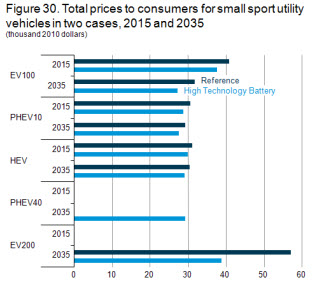 Figure 30. Total prices to consumers for small sport utility
vehicles in two cases, 2015 and 2035
(thousand 2010 dollars)
2015
EV100
Reference
2035
High Technology Battery
2015
PHEV10
2035
2015
HEV
2035
2015
PHEV40
2035
2015
EV200
2035
0 10 20 30 40 50 60